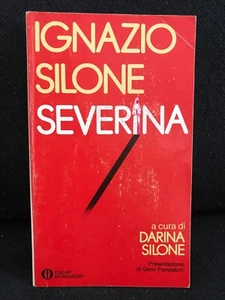 IGNAZIO
SILONE
SEVERINA
a cura di
DARINA
SILONE
Presentazione
di Geno Pampaloni
OSCAR
MONDADORI